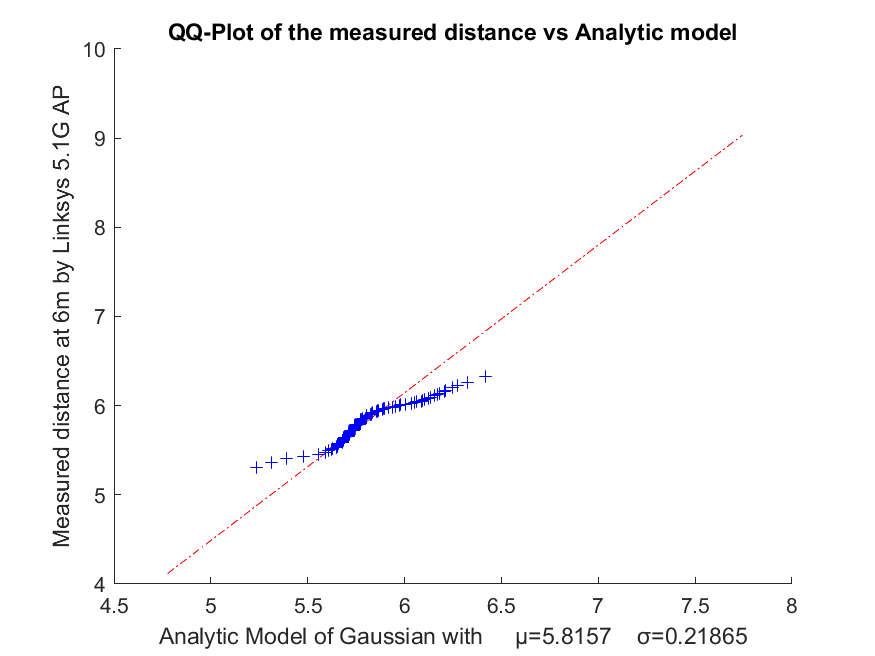 QQ-Plot of the measured distance vs Analytic model
Measured distance at 6m by Linksys 5.1G AP
10
9
8
7
6
5
4
4.5 5 5.5 6 6.5 7 7.5 8
Analytic Model of Gaussian with μ=5.8157 σ=0.21865